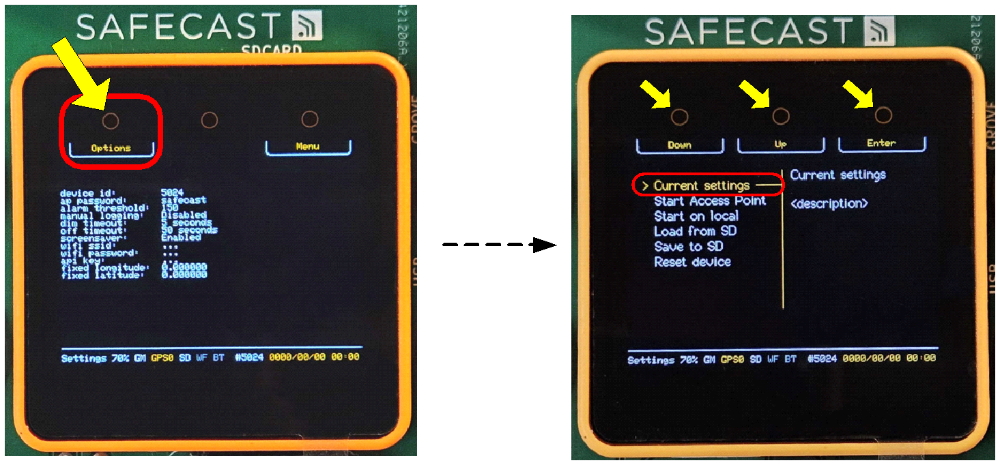 SAFECAST
SDCARD
Options
Menu
device id: 5024
ap password: safecast
alarm threshold: 150
manual logging: Disabled
dim timeout: 5 seconds
off timeout: 50 seconds
screensaver: Enabled
wifi ssid: ...
wifi password: ...
api key: ...
fixed longitude: 0.000000
fixed latitude: 0.000000
Settings 70% GM GPS0 SD WF BT #5024 0000/00/00 00:00
GROVE
USB
SAFECAST
Down
Up
Enter
> Current settings
Start Access Point
Start on local
Load from SD
Save to SD
Reset device
Current settings
<description>
Settings 70% GM GPS0 SD WF BT #5024 0000/00/00 00:00
GROVE
USB